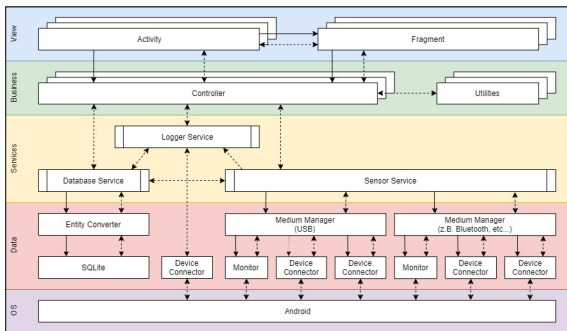 View
Activity
Fragment
Business
Controller
Utilities
Services
Logger Service
Database Service
Sensor Service
Data
Entity Converter
Medium Manager
(USB)
Medium Manager
(z.B. Bluetooth, etc...)
SQLite
Device
Connector
Monitor
Device
Connector
Device
Connector
Monitor
Device
Connector
Device
Connector
OS
Android